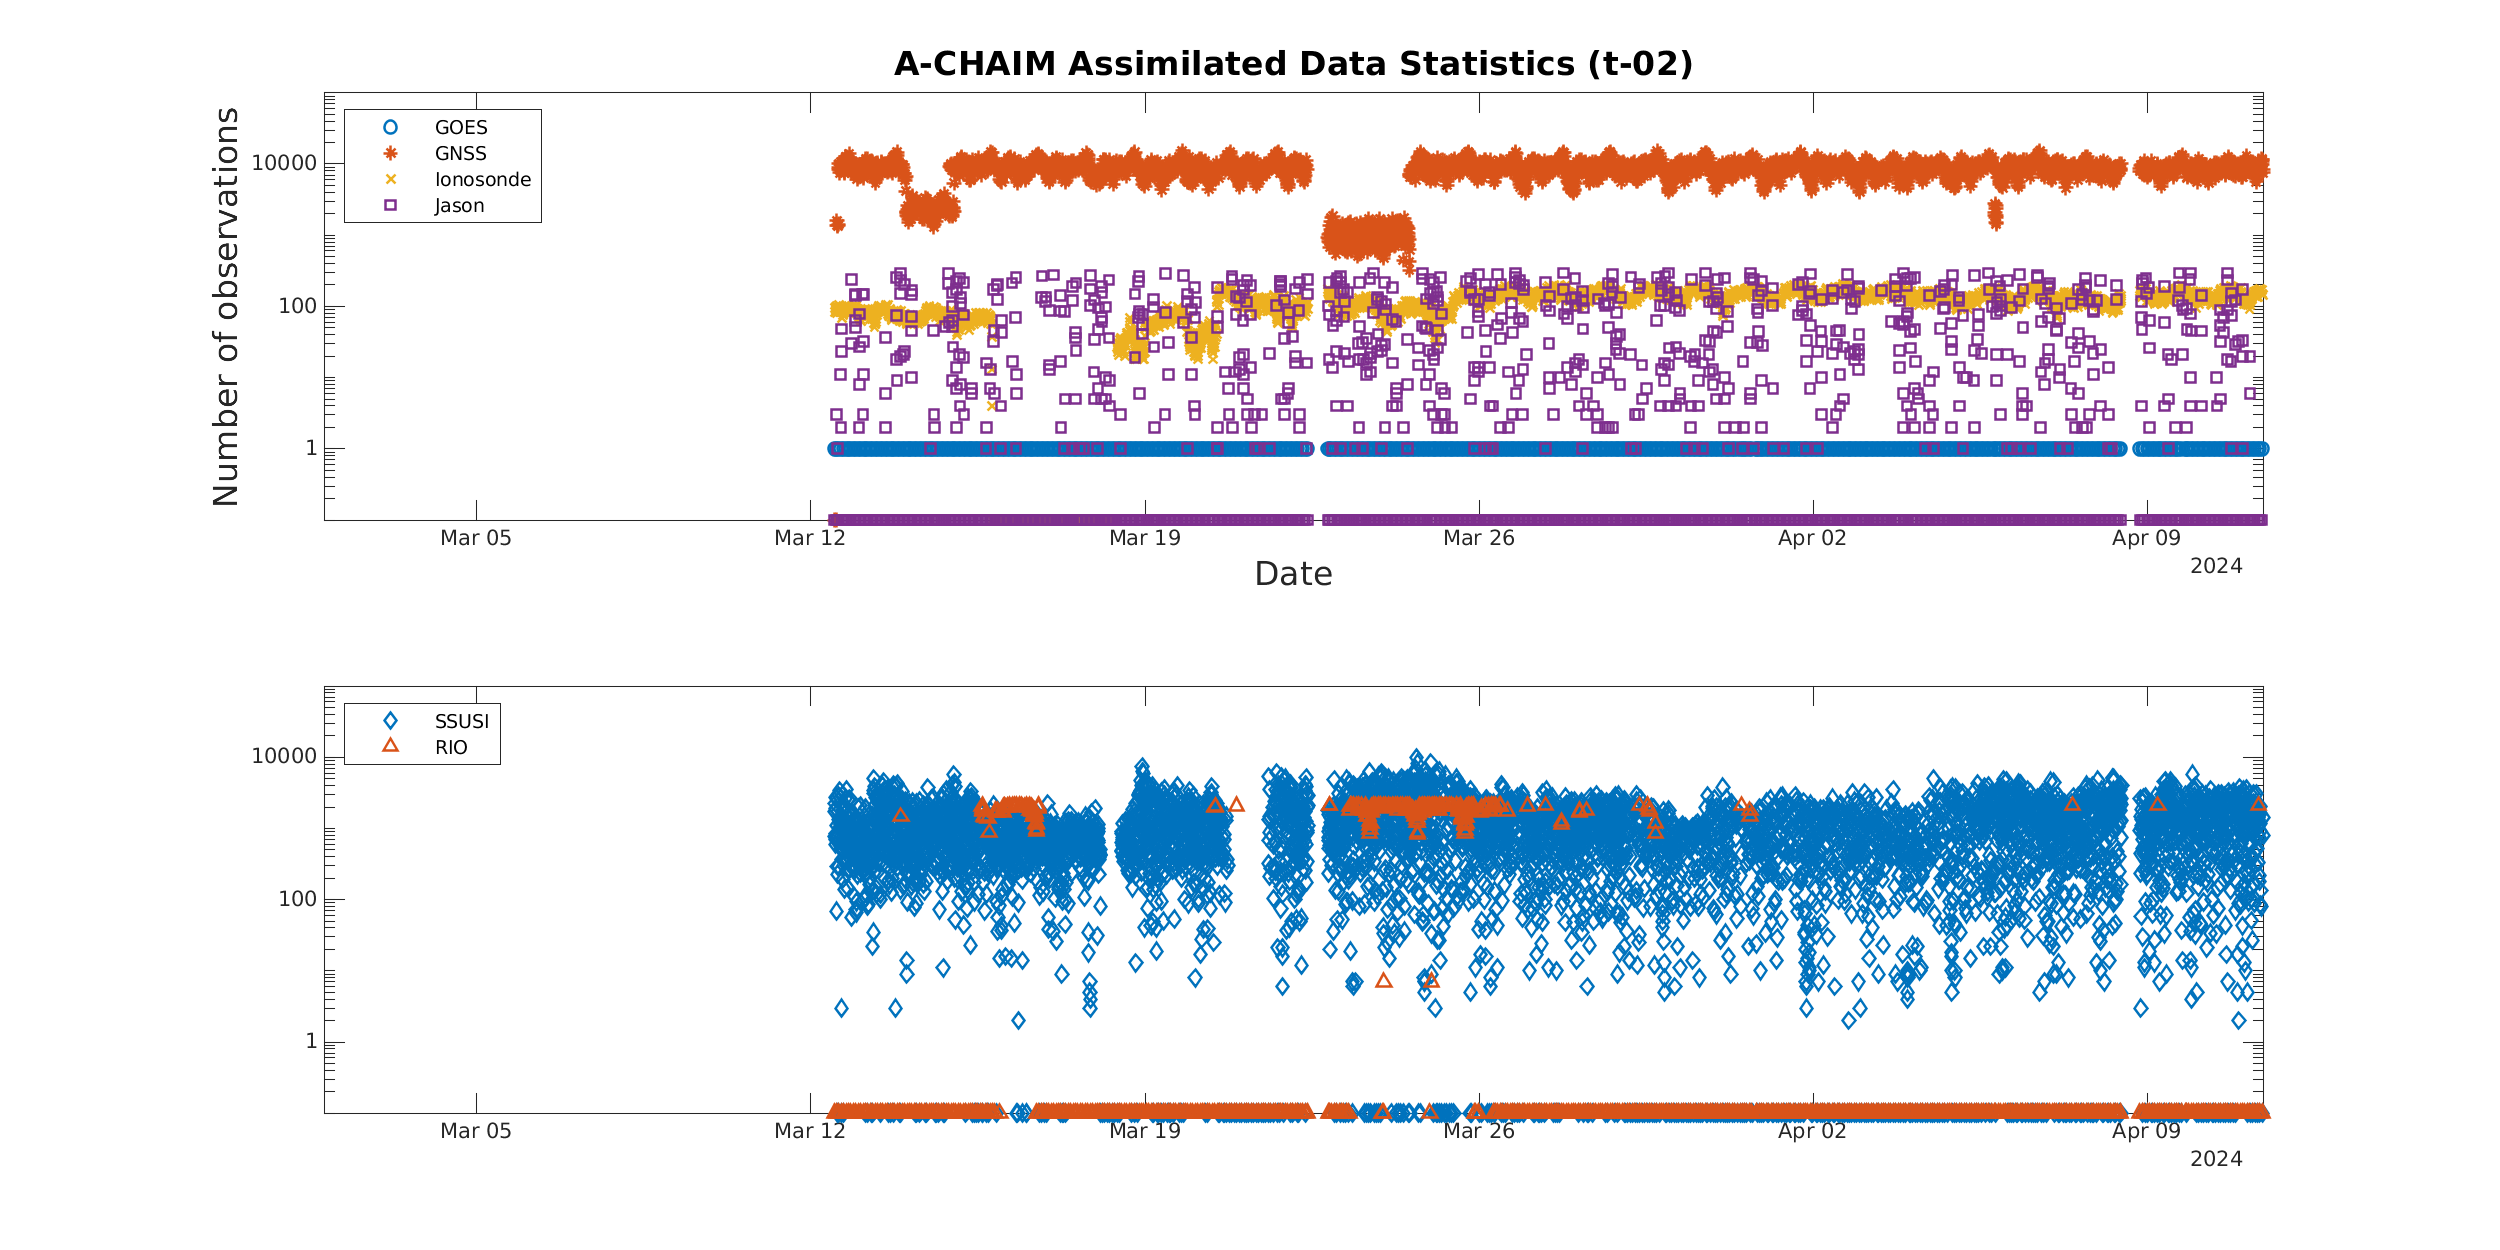 A-CHAIM Assimilated Data Statistics (t-02)
Number of observations
10000
100
1
GOES
GNSS
Ionosonde
Jason
Mar 05 Mar 12 Mar 19 Mar 26 Apr 02 Apr 09
2024
Date
10000
100
1
SSUSI
RIO
Mar 05 Mar 12 Mar 19 Mar 26 Apr 02 Apr 09
2024